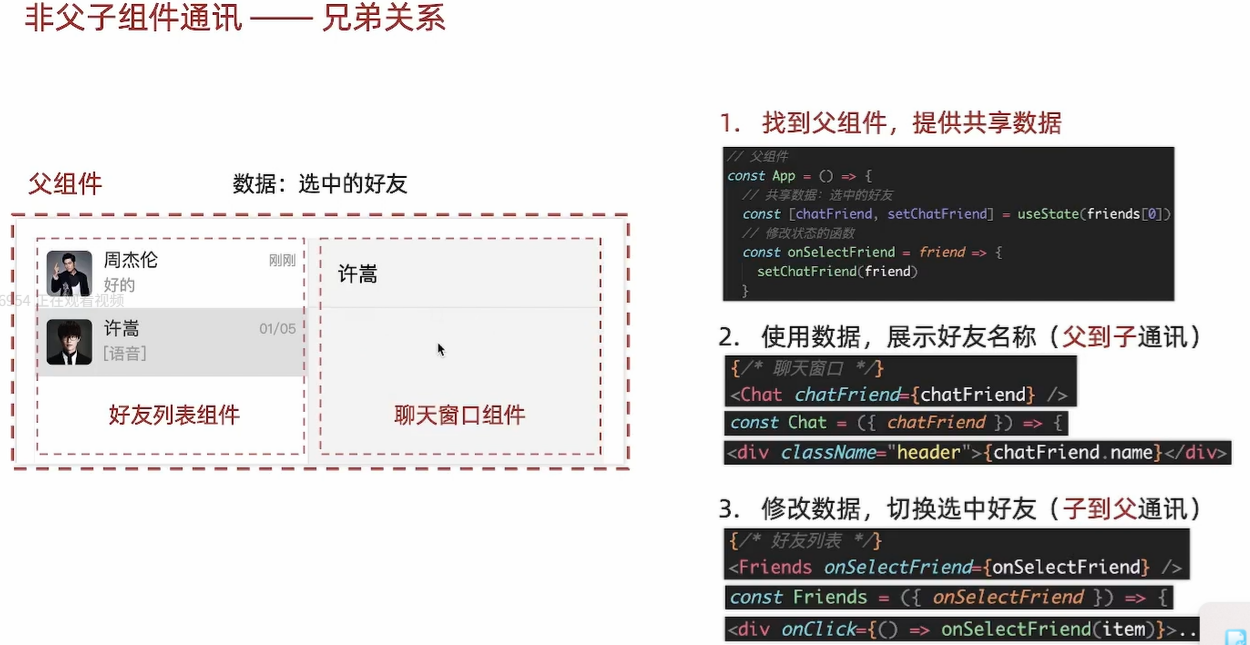 非父子组件通讯 —— 兄弟关系
父组件
数据：选中的好友
周杰伦
刚刚
好的
6954 正在观看视频
许嵩
01/05
[语音]
好友列表组件
许嵩
聊天窗口组件
1. 找到父组件，提供共享数据
// 父组件
const App = () => {
// 共享数据：选中的好友
const [chatFriend, setChatFriend] = useState(friends[0])
// 修改状态的函数
const onSelectFriend = friend => {
setChatFriend(friend)
}
2. 使用数据，展示好友名称（父到子通讯）
{/* 聊天窗口 */}
<Chat chatFriend={chatFriend} />
const Chat = ({ chatFriend }) => {
<div className="header">{chatFriend.name}</div>
3. 修改数据，切换选中好友（子到父通讯）
{/* 好友列表 */}
<Friends onSelectFriend={onSelectFriend} />
const Friends = ({ onSelectFriend }) => {
<div onClick={() => onSelectFriend(item)}>..